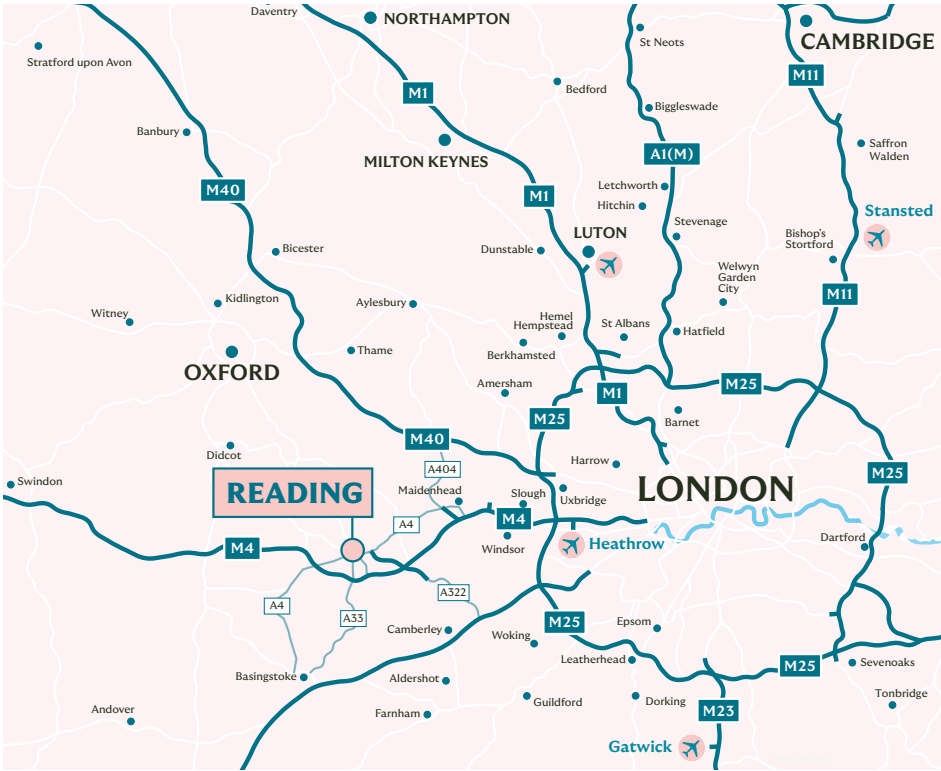 Daventry
NORTHAMPTON
CAMBRIDGE
St Neots
Stratford upon Avon
M11
Bedford
M1
Biggleswade
Banbury
Saffron
Walden
MILTON KEYNES
A1(M)
M40
M1
Letchworth
Hitchin
Stansted
Stevenage
LUTON
Bishop's
Stortford
Bicester
Dunstable
Welwyn
Garden
City
M11
Kidlington
Aylesbury
Witney
Hemel
Hempstead
St Albans
Hatfield
Thame
Berkhamsted
OXFORD
Amersham
M25
M1
M25
Barnet
M40
Didcot
Harrow
A404
M25
Swindon
READING
Maidenhead
Slough
Uxbridge
LONDON
A4
M4
Dartford
M4
Windsor
Heathrow
A322
A4
A33
M25
Epsom
Camberley
Woking
Leatherhead
M25
Sevenoaks
Basingstoke
Aldershot
Tonbridge
Guildford
Dorking
Andover
Farnham
M23
Gatwick